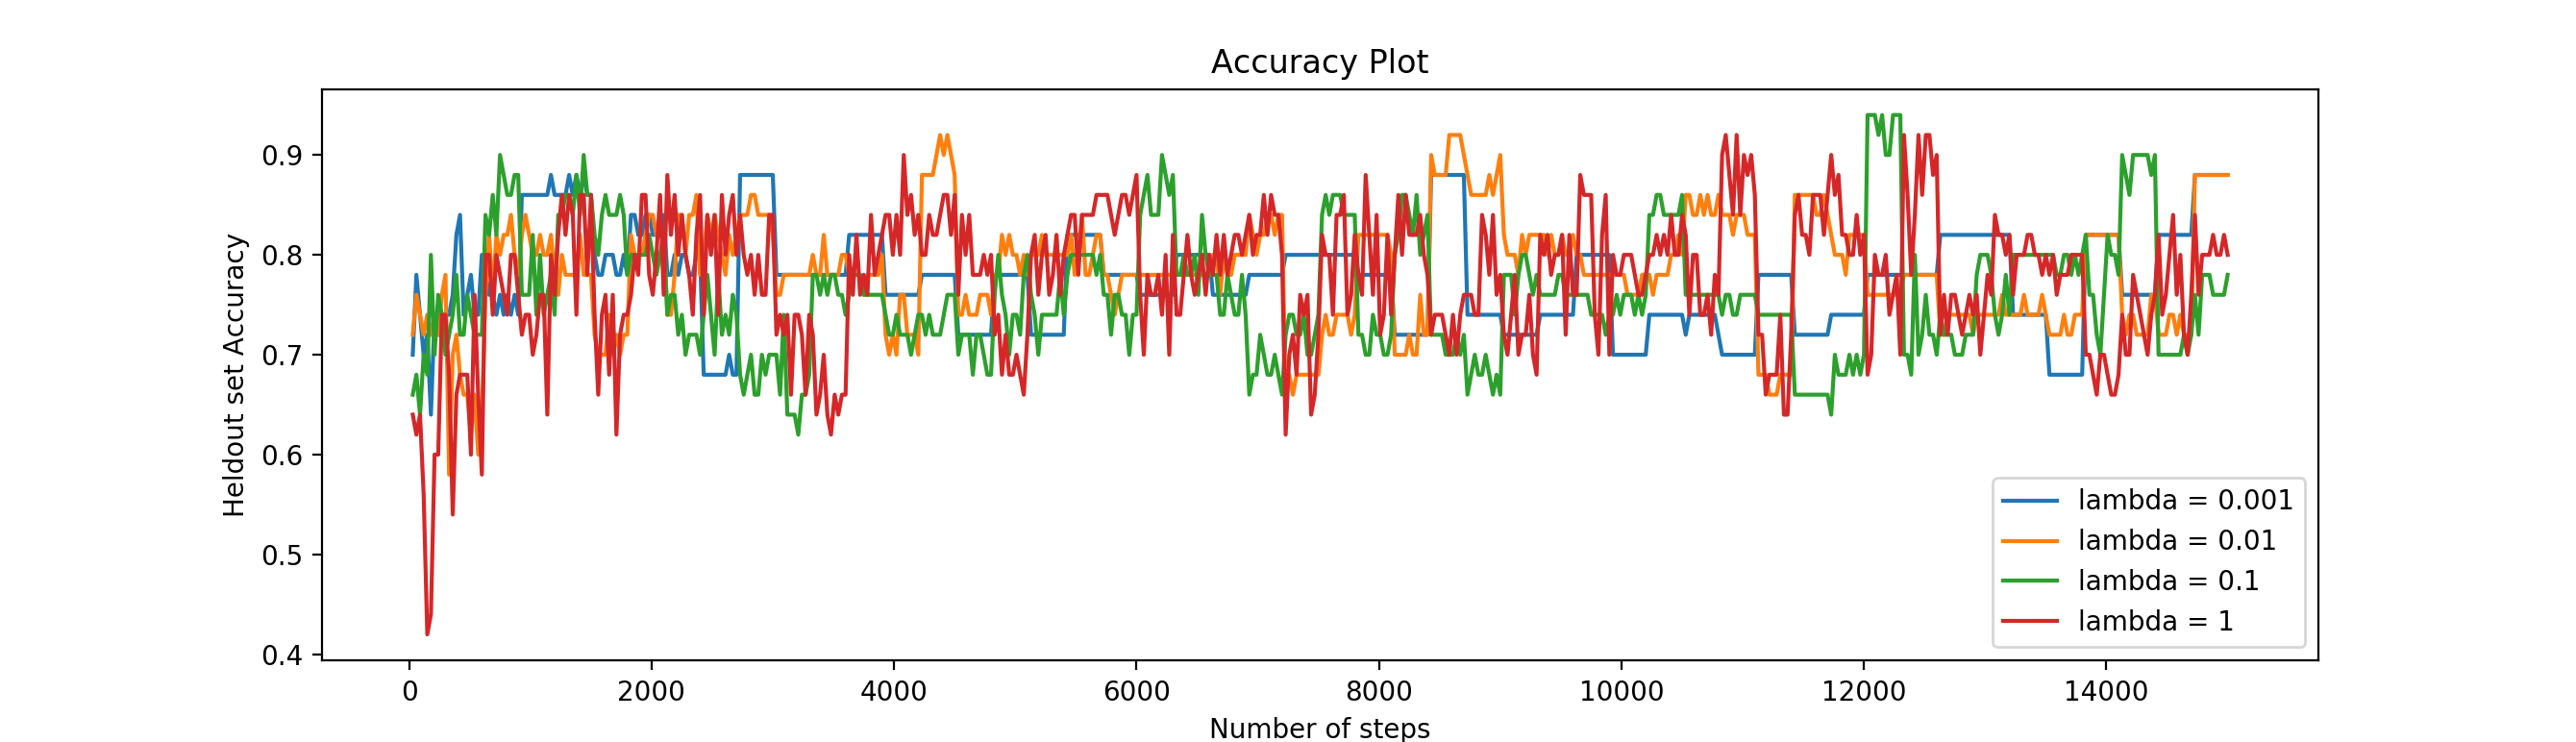 Accuracy Plot
Heldout set Accuracy
0.9
0.8
0.7
0.6
0.5
0.4
lambda = 0.001
lambda = 0.01
lambda = 0.1
lambda = 1
0 2000 4000 6000 8000 10000 12000 14000
Number of steps